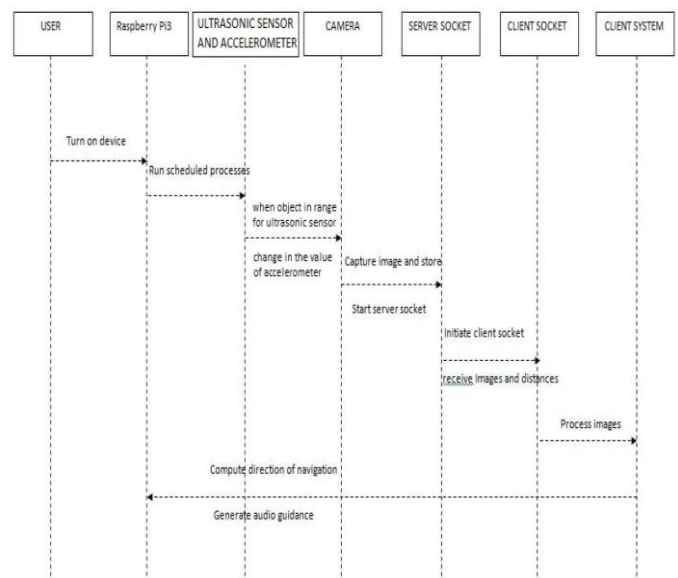 USER
Raspberry Pi3
ULTRASONIC SENSOR
AND ACCELEROMETER
CAMERA
SERVER SOCKET
CLIENT SOCKET
CLIENT SYSTEM
Turn on device
Run scheduled processes
when object in range
for ultrasonic sensor
change in the value
of accelerometer
Capture image and store
Start server socket
Initiate client socket
receive Images and distances
Process images
Compute direction of navigation
Generate audio guidance